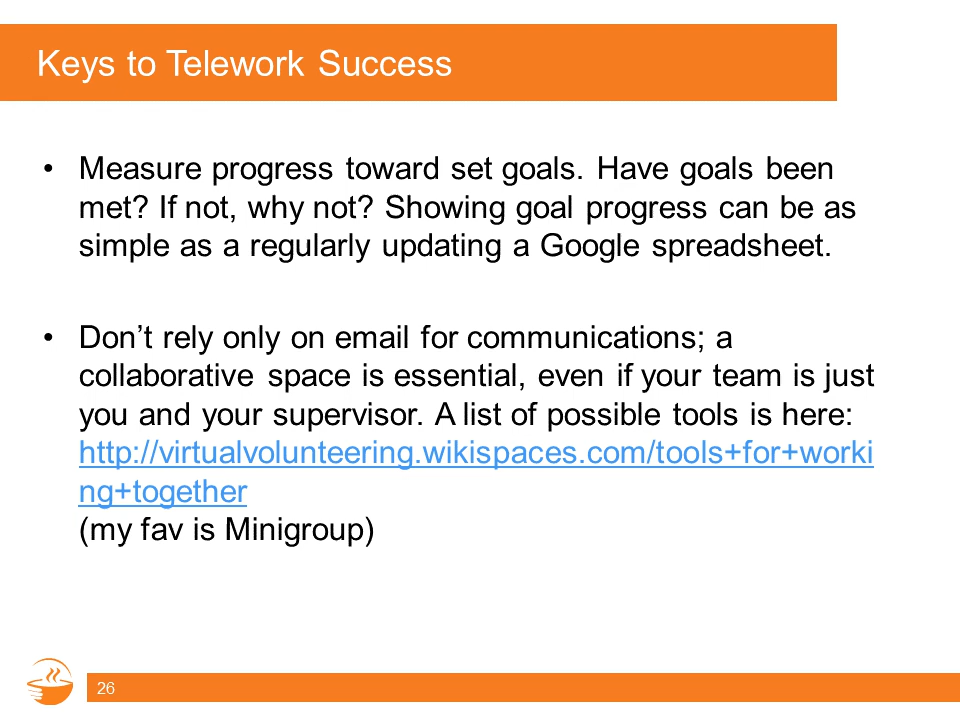 Keys to Telework Success
• Measure progress toward set goals. Have goals been
met? If not, why not? Showing goal progress can be as
simple as a regularly updating a Google spreadsheet.
• Don’t rely only on email for communications; a
collaborative space is essential, even if your team is just
you and your supervisor. A list of possible tools is here:
http://virtualvolunteering.wikispaces.com/tools+for+worki
ng+together
(my fav is Minigroup)
26